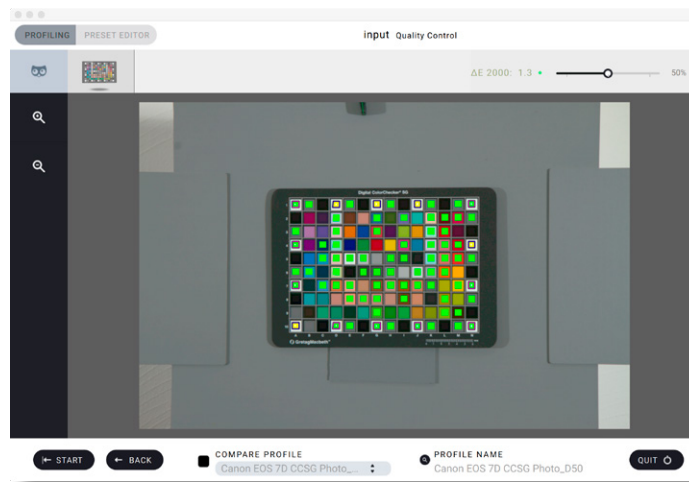 PROFILING PRESET EDITOR input Quality Control
ΔE 2000: 1.3 50%
Digital ColorChecker® SG
GretagMacbeth™
START BACK COMPARE PROFILE PROFILE NAME QUIT
Canon EOS 7D CCSG Photo_... Canon EOS 7D CCSG Photo_D50